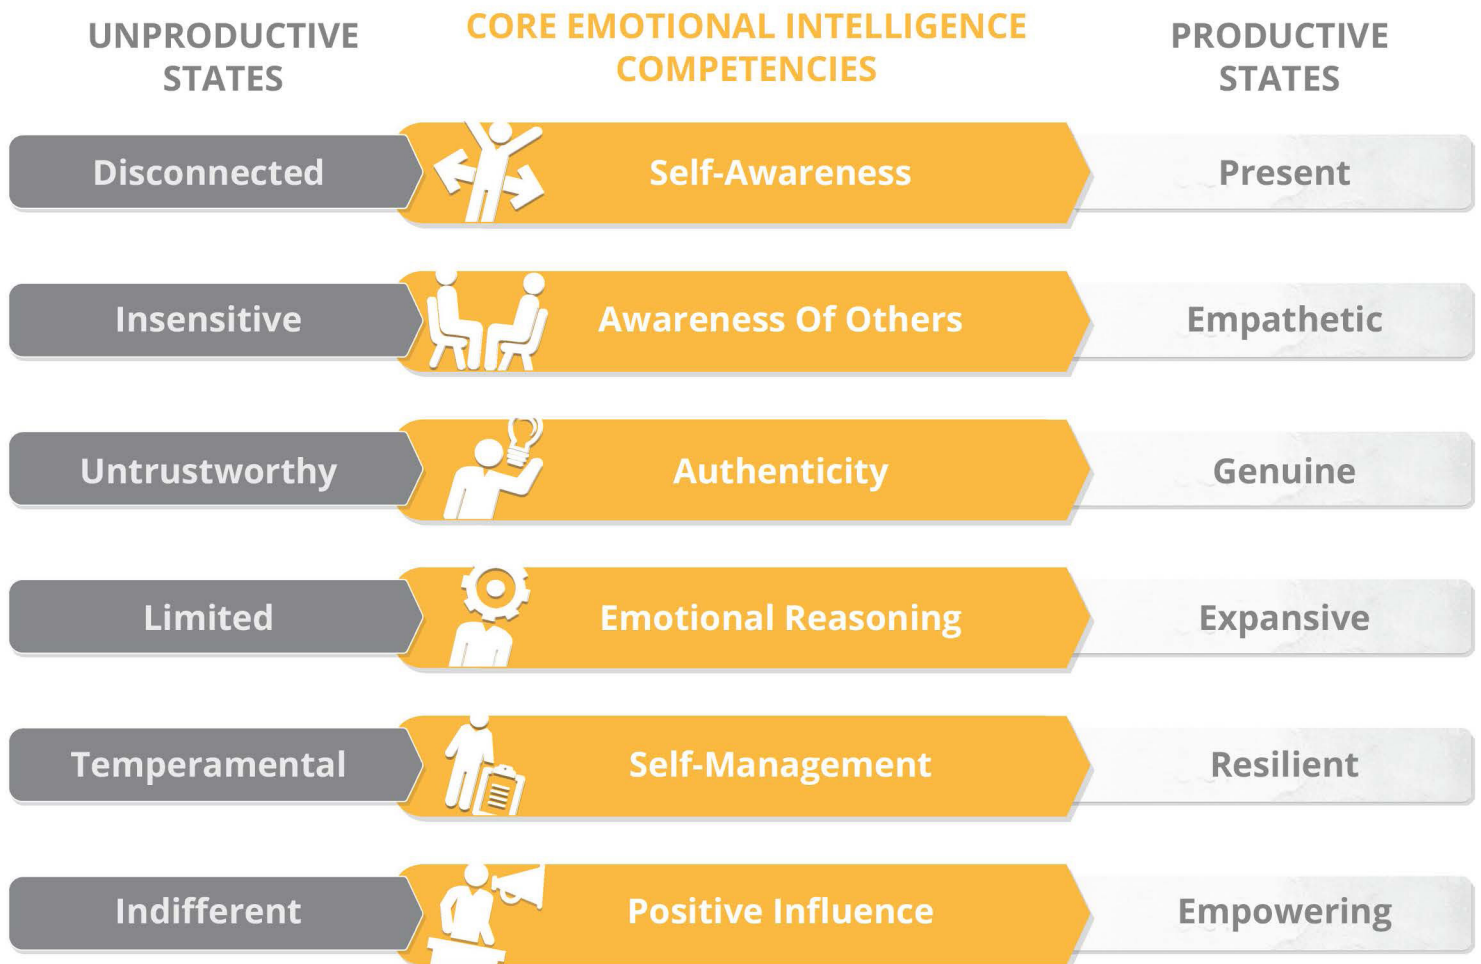 UNPRODUCTIVE
STATES
CORE EMOTIONAL INTELLIGENCE
COMPETENCIES
PRODUCTIVE
STATES
Disconnected
Self-Awareness
Present
Insensitive
Awareness Of Others
Empathetic
Untrustworthy
Authenticity
Genuine
Limited
Emotional Reasoning
Expansive
Temperamental
Self-Management
Resilient
Indifferent
Positive Influence
Empowering